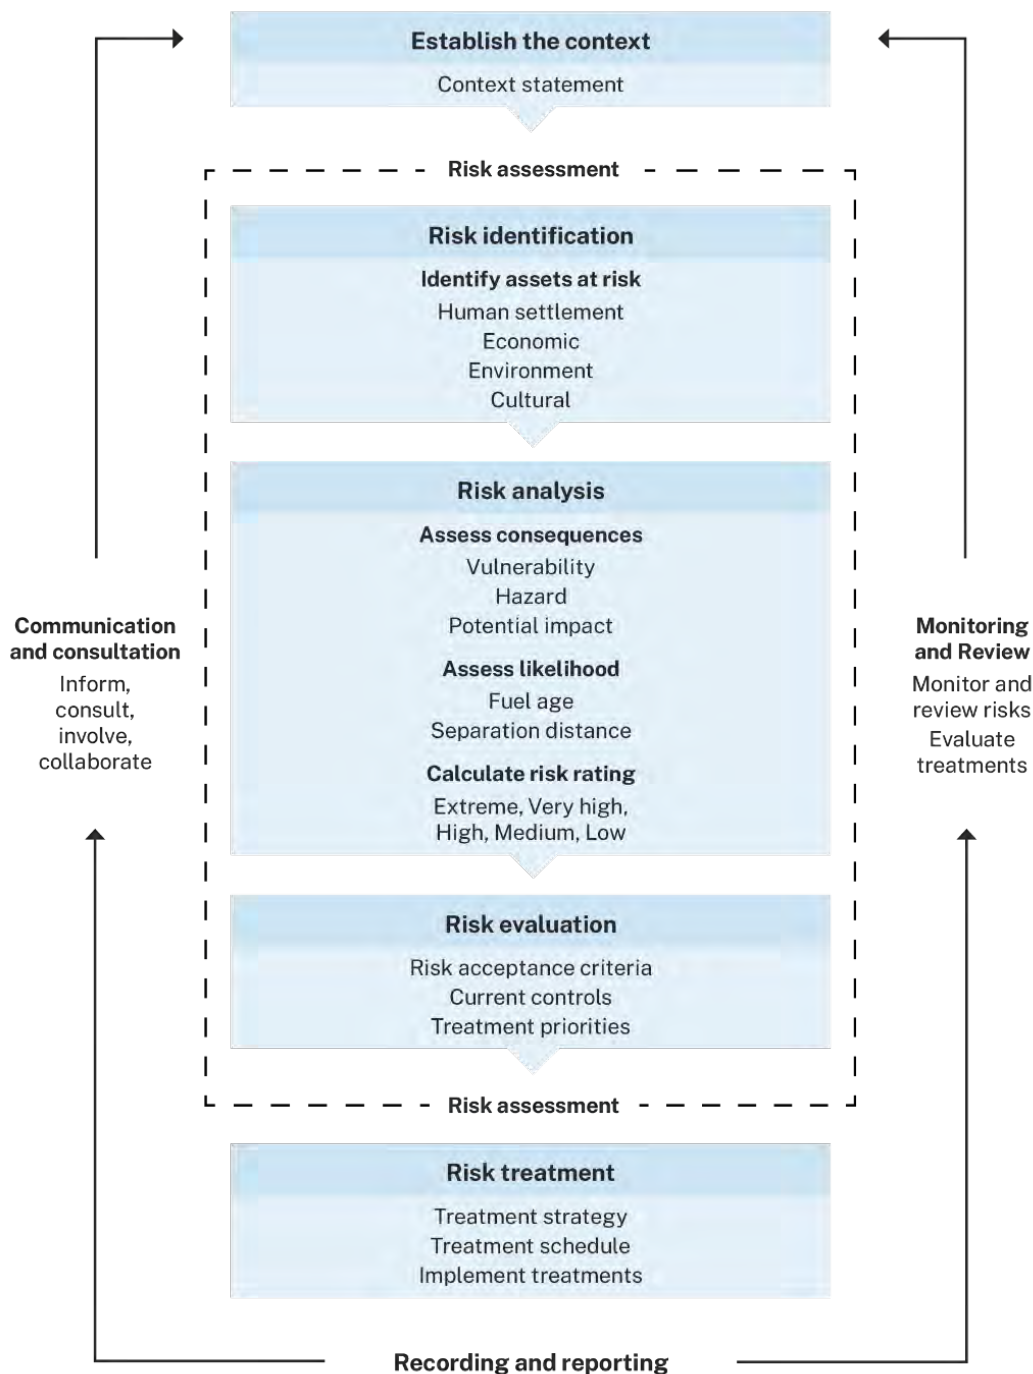 Establish the context
Context statement
Risk assessment
Risk identification
Identify assets at risk
Human settlement
Economic
Environment
Cultural
Risk analysis
Assess consequences
Vulnerability
Hazard
Potential impact
Assess likelihood
Fuel age
Separation distance
Calculate risk rating
Extreme, Very high,
High, Medium, Low
Risk evaluation
Risk acceptance criteria
Current controls
Treatment priorities
Risk assessment
Risk treatment
Treatment strategy
Treatment schedule
Implement treatments
Communication
and consultation
Inform,
consult,
involve,
collaborate
Monitoring
and Review
Monitor and
review risks
Evaluate
treatments
Recording and reporting